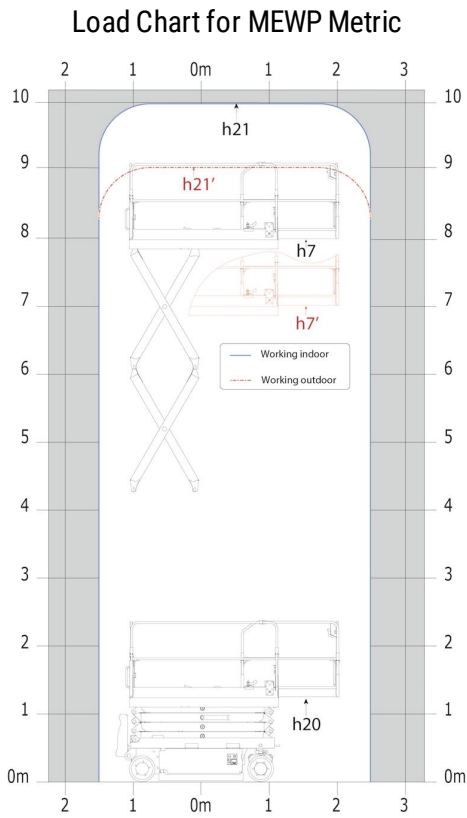 Load Chart for MEWP Metric
2 1 0m 1 2 3
10 10
h21
9 9
h21’
8 8
h7
7 7
h7’
Working indoor
6 6
Working outdoor
5 5
4 4
3 3
2 2
1 1
h20
0m 0m
2 1 0m 1 2 3